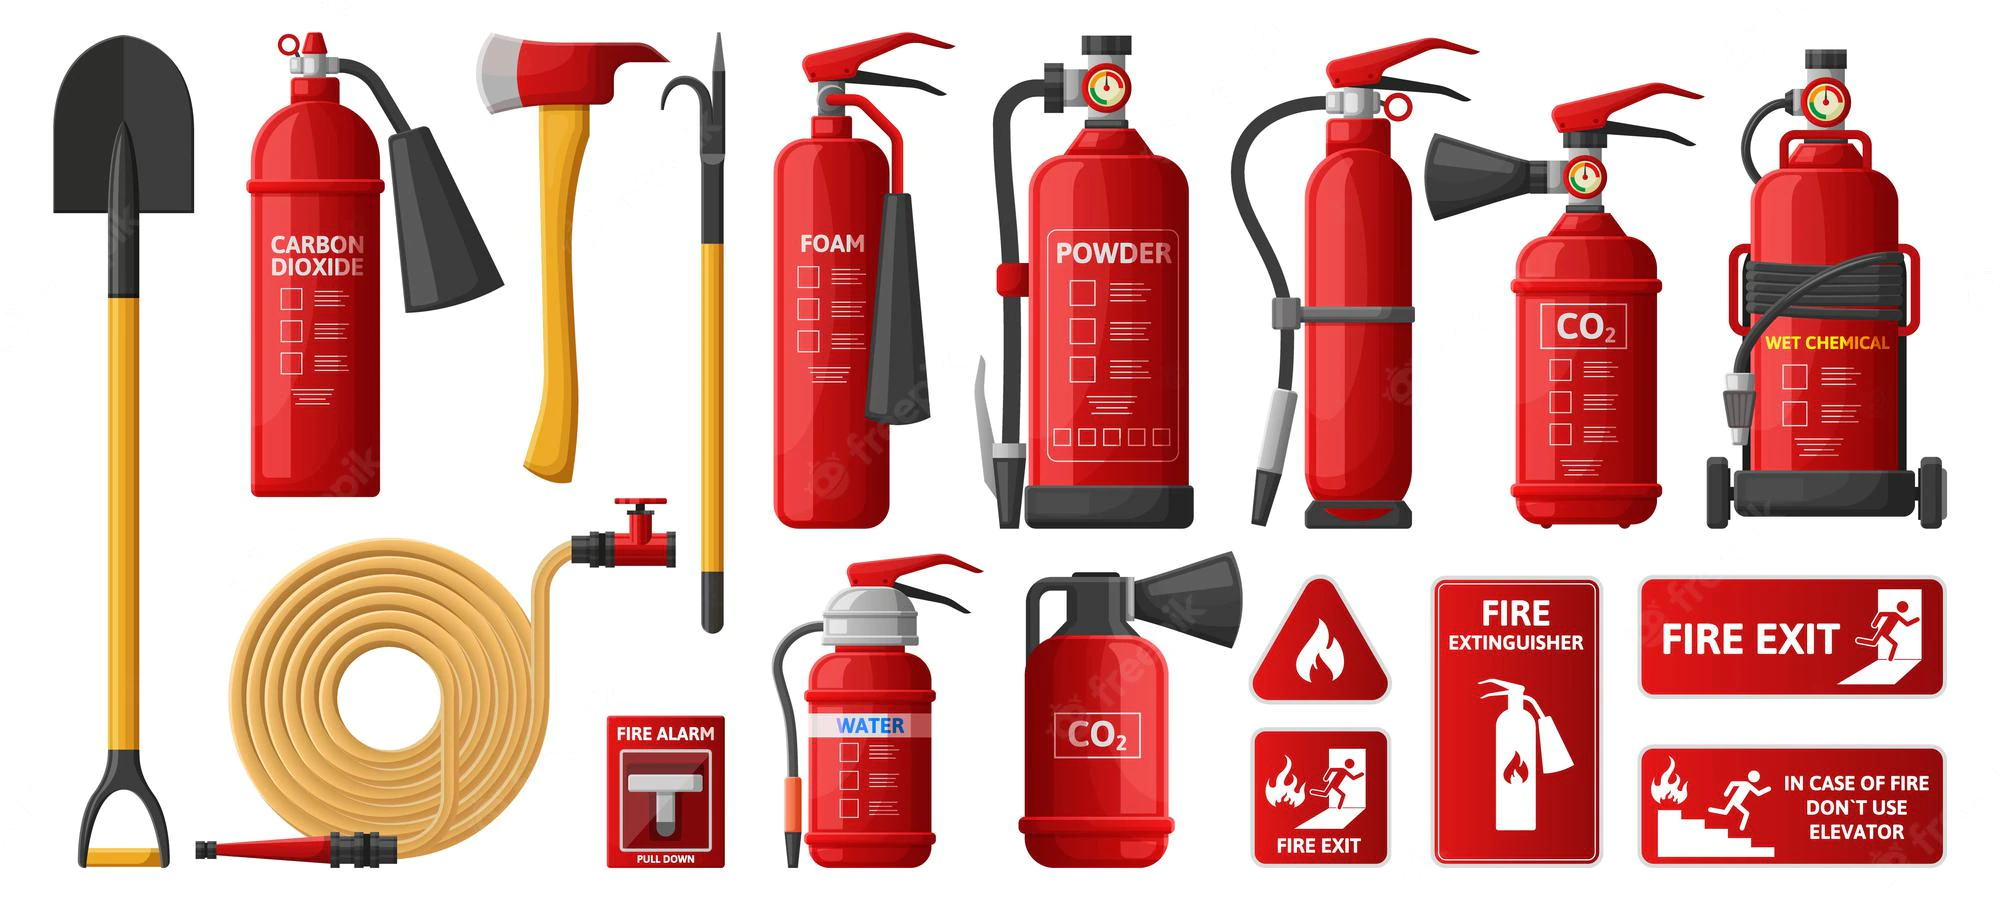 CARBON
DIOXIDE
FOAM
POWDER
CO₂
WET CHEMICAL
FIRE ALARM
PULL DOWN
WATER
CO₂
FIRE EXIT
FIRE
EXTINGUISHER
FIRE EXIT
IN CASE OF FIRE
DON`T USE
ELEVATOR
freepik